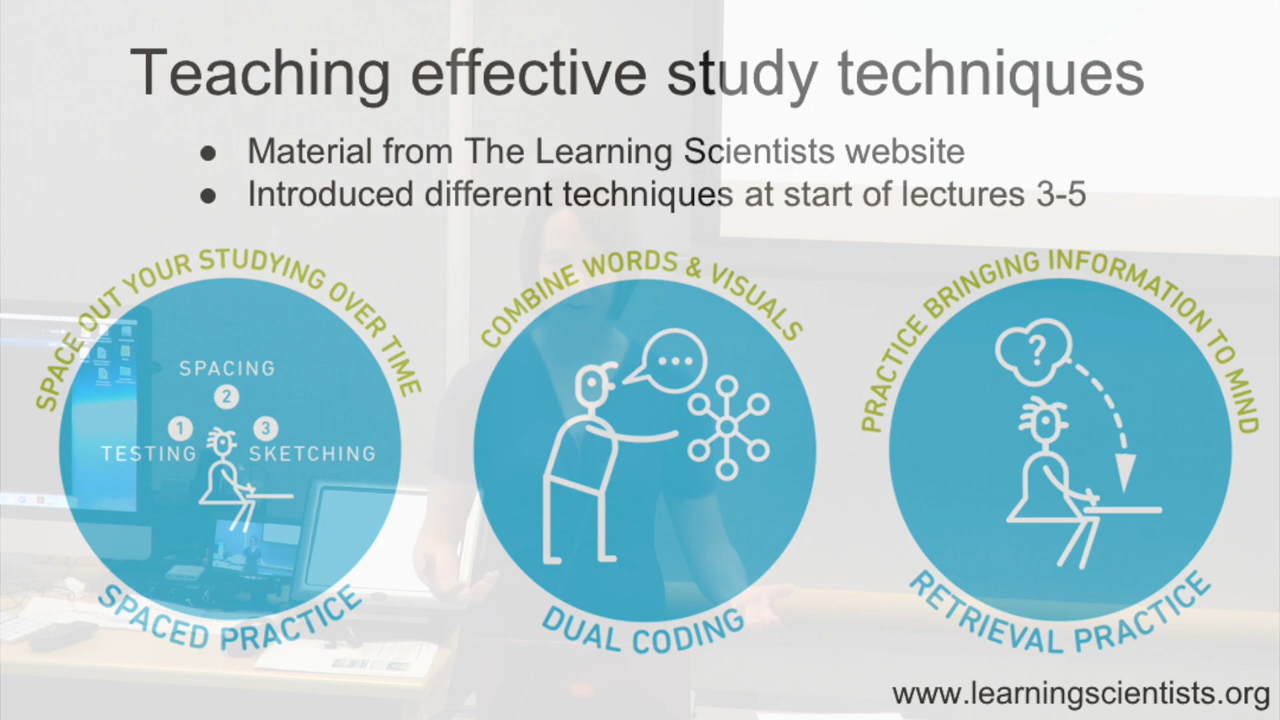 Teaching effective study techniques
● Material from The Learning Scientists website
● Introduced different techniques at start of lectures 3-5
SPACE OUT YOUR STUDYING OVER TIME
SPACING
2
1
3
TESTING
SKETCHING
SPACED PRACTICE
COMBINE WORDS & VISUALS
DUAL CODING
PRACTICE BRINGING INFORMATION TO MIND
?
RETRIEVAL PRACTICE
www.learningscientists.org